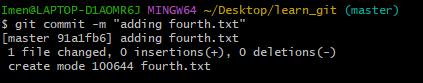 Imen@LAPTOP-D1AOMR6J MINGW64 ~/Desktop/learn_git (master)
$ git commit -m "adding fourth.txt"
[master 91a1fb6] adding fourth.txt
 1 file changed, 0 insertions(+), 0 deletions(-)
 create mode 100644 fourth.txt